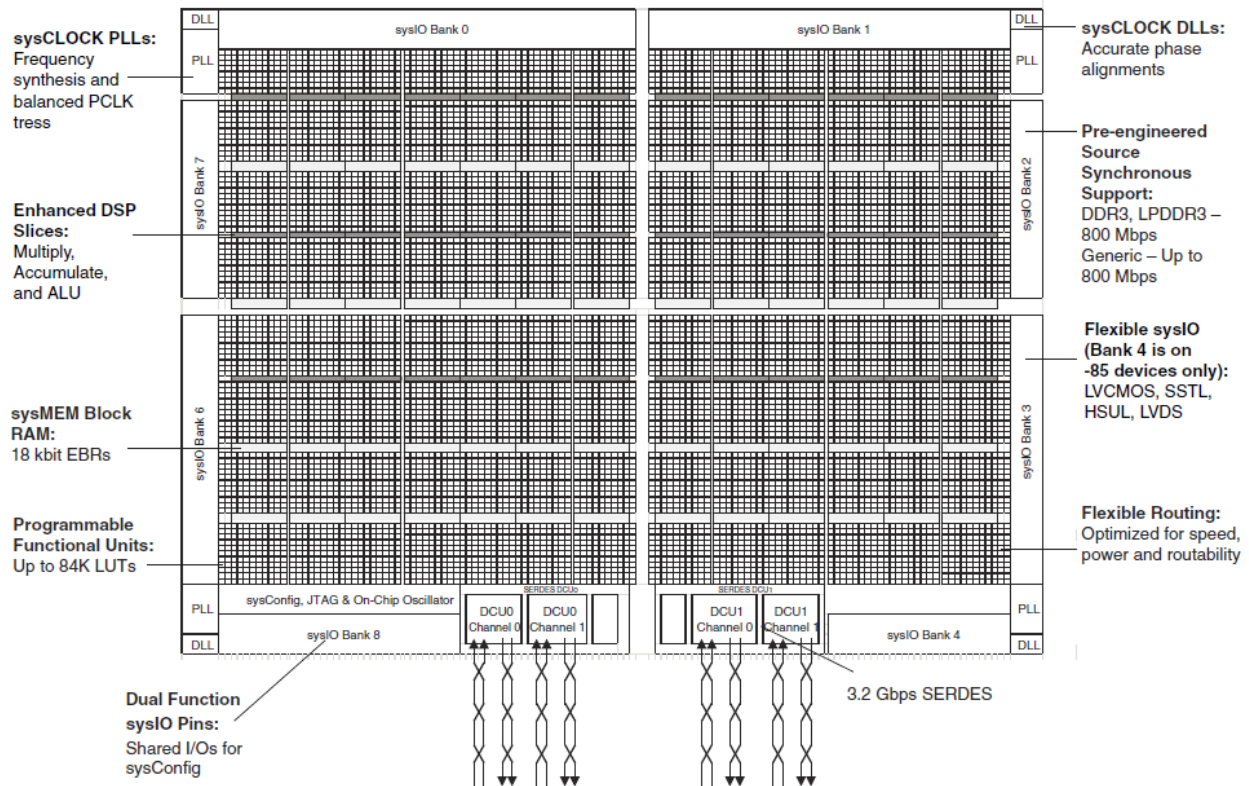 DLL
sysIO Bank 0
sysIO Bank 1
DLL
sysCLOCK PLLs:
Frequency
synthesis and
balanced PCLK
tress
PLL
PLL
sysCLOCK DLLs:
Accurate phase
alignments
sysIO Bank 7
sysIO Bank 2
Pre-engineered
Source
Synchronous
Support:
DDR3, LPDDR3 –
800 Mbps
Generic – Up to
800 Mbps
Enhanced DSP
Slices:
Multiply,
Accumulate,
and ALU
Flexible sysIO
(Bank 4 is on
-85 devices only):
LVCMOS, SSTL,
HSUL, LVDS
sysMEM Block
RAM:
18 kbit EBRs
sysIO Bank 6
sysIO Bank 3
Programmable
Functional Units:
Up to 84K LUTs
Flexible Routing:
Optimized for speed,
power and routability
PLL
sysConfig, JTAG & On-Chip Oscillator
SERDES DCU0
DCU0
Channel 0
DCU0
Channel 1
SERDES DCU1
DCU1
Channel 0
DCU1
Channel 1
PLL
DLL
sysIO Bank 8
sysIO Bank 4
DLL
Dual Function
sysIO Pins:
Shared I/Os for
sysConfig
3.2 Gbps SERDES